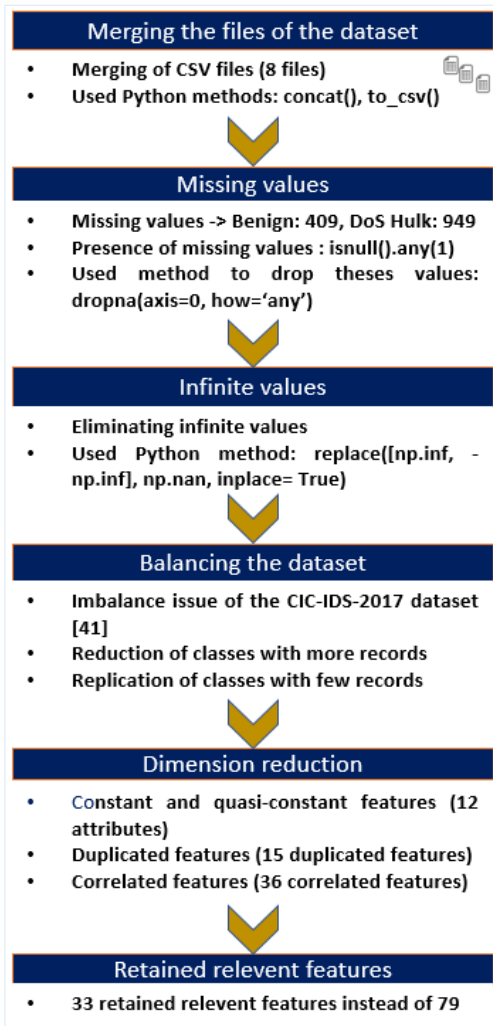 Merging the files of the dataset
• Merging of CSV files (8 files)
• Used Python methods: concat(), to_csv()
Missing values
• Missing values -> Benign: 409, DoS Hulk: 949
• Presence of missing values : isnull().any(1)
• Used method to drop theses values:
dropna(axis=0, how=‘any’)
Infinite values
• Eliminating infinite values
• Used Python method: replace([np.inf, -
np.inf], np.nan, inplace= True)
Balancing the dataset
• Imbalance issue of the CIC-IDS-2017 dataset
[41]
• Reduction of classes with more records
• Replication of classes with few records
Dimension reduction
• Constant and quasi-constant features (12
attributes)
• Duplicated features (15 duplicated features)
• Correlated features (36 correlated features)
Retained relevent features
• 33 retained relevent features instead of 79